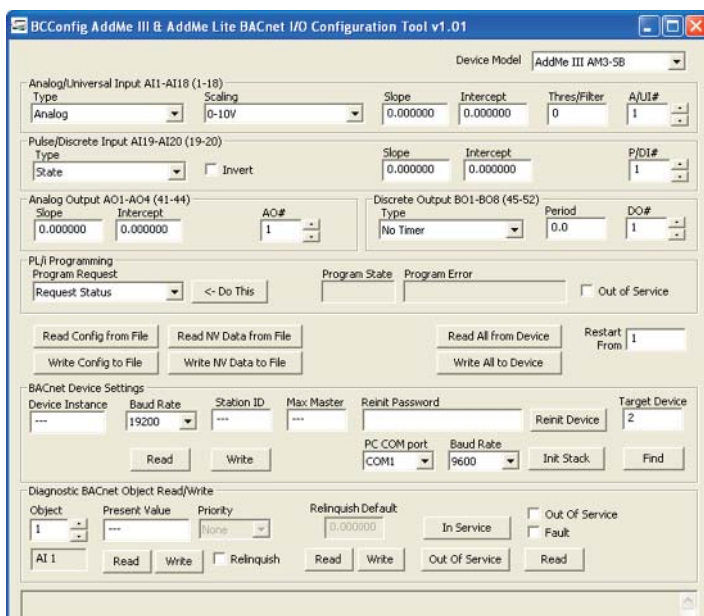 BCConfig AddMe III & AddMe Lite BACnet I/O Configuration Tool v1.01
Device Model AddMe III AM3-SB
Analog/Universal Input AI1-AI18 (1-18)
Type Scaling Slope Intercept Thres/Filter A/UI#
Analog 0-10V 0.000000 0.000000 0 1
Pulse/Discrete Input AI19-AI20 (19-20)
Type Slope Intercept P/DI#
State Invert 0.000000 0.000000 1
Analog Output AO1-AO4 (41-44) Discrete Output BO1-BO8 (45-52)
Slope Intercept AO# Type Period DO#
0.000000 0.000000 1 No Timer 0.0 1
PL/i Programming
Program Request Program State Program Error
Request Status <- Do This Out of Service
Read Config from File Read NV Data from File Read All from Device Restart From 1
Write Config to File Write NV Data to File Write All to Device
BACnet Device Settings
Device Instance Baud Rate Station ID Max Master Reinit Password Target Device
--- 19200 --- --- Reinit Device 2
PC COM port Baud Rate
Read Write COM1 9600 Init Stack Find
Diagnostic BACnet Object Read/Write
Object Present Value Priority Relinquish Default Out Of Service
1 --- None 0.000000 In Service Fault
AI 1 Read Write Relinquish Read Write Out Of Service Read